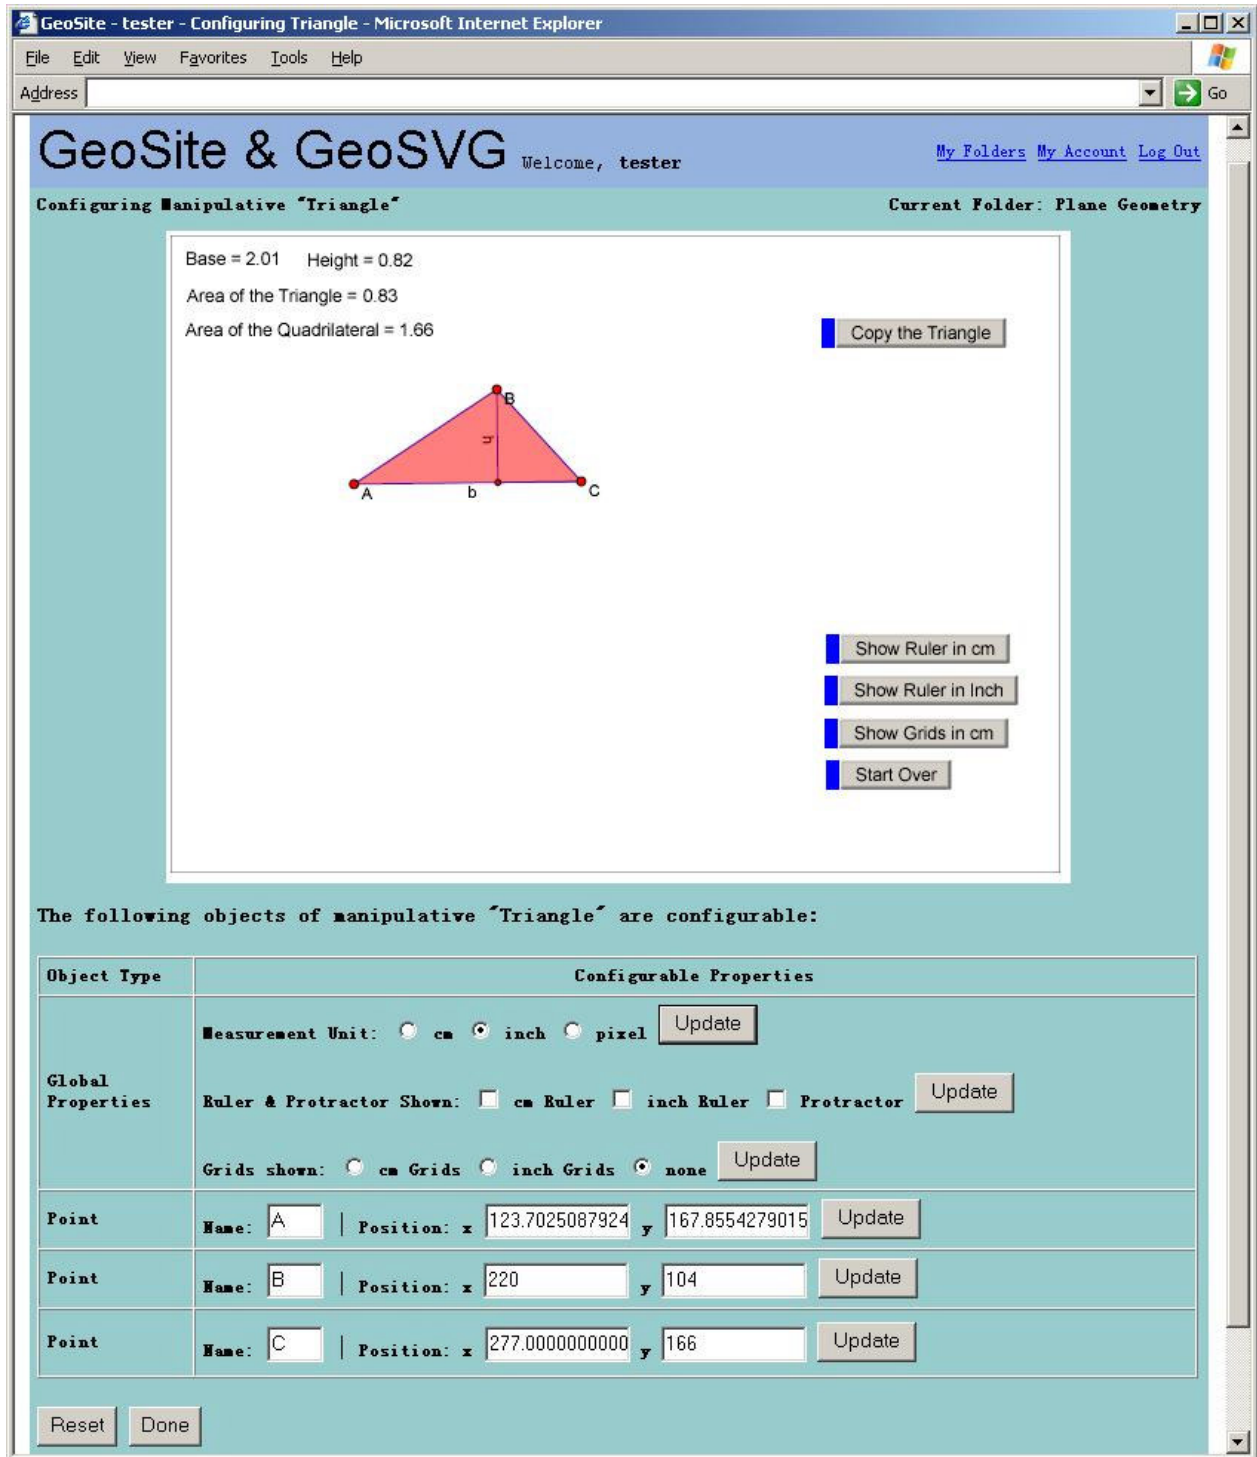 GeoSite - tester - Configuring Triangle - Microsoft Internet Explorer
File Edit View Favorites Tools Help
Address Go
GeoSite & GeoSVG Welcome, tester My Folders My Account Log Out
Configuring Manipulative "Triangle" Current Folder: Plane Geometry
Base = 2.01 Height = 0.82
Area of the Triangle = 0.83
Area of the Quadrilateral = 1.66
Copy the Triangle
B
h
A b C
Show Ruler in cm
Show Ruler in Inch
Show Grids in cm
Start Over
The following objects of manipulative "Triangle" are configurable:
Object Type Configurable Properties
Global Properties
Measurement Unit: cm inch pixel Update
Ruler & Protractor Shown: cm Ruler inch Ruler Protractor Update
Grids shown: cm Grids inch Grids none Update
Point Name: A | Position: x 123.7025087924 y 167.8554279015 Update
Point Name: B | Position: x 220 y 104 Update
Point Name: C | Position: x 277.0000000000 y 166 Update
Reset Done